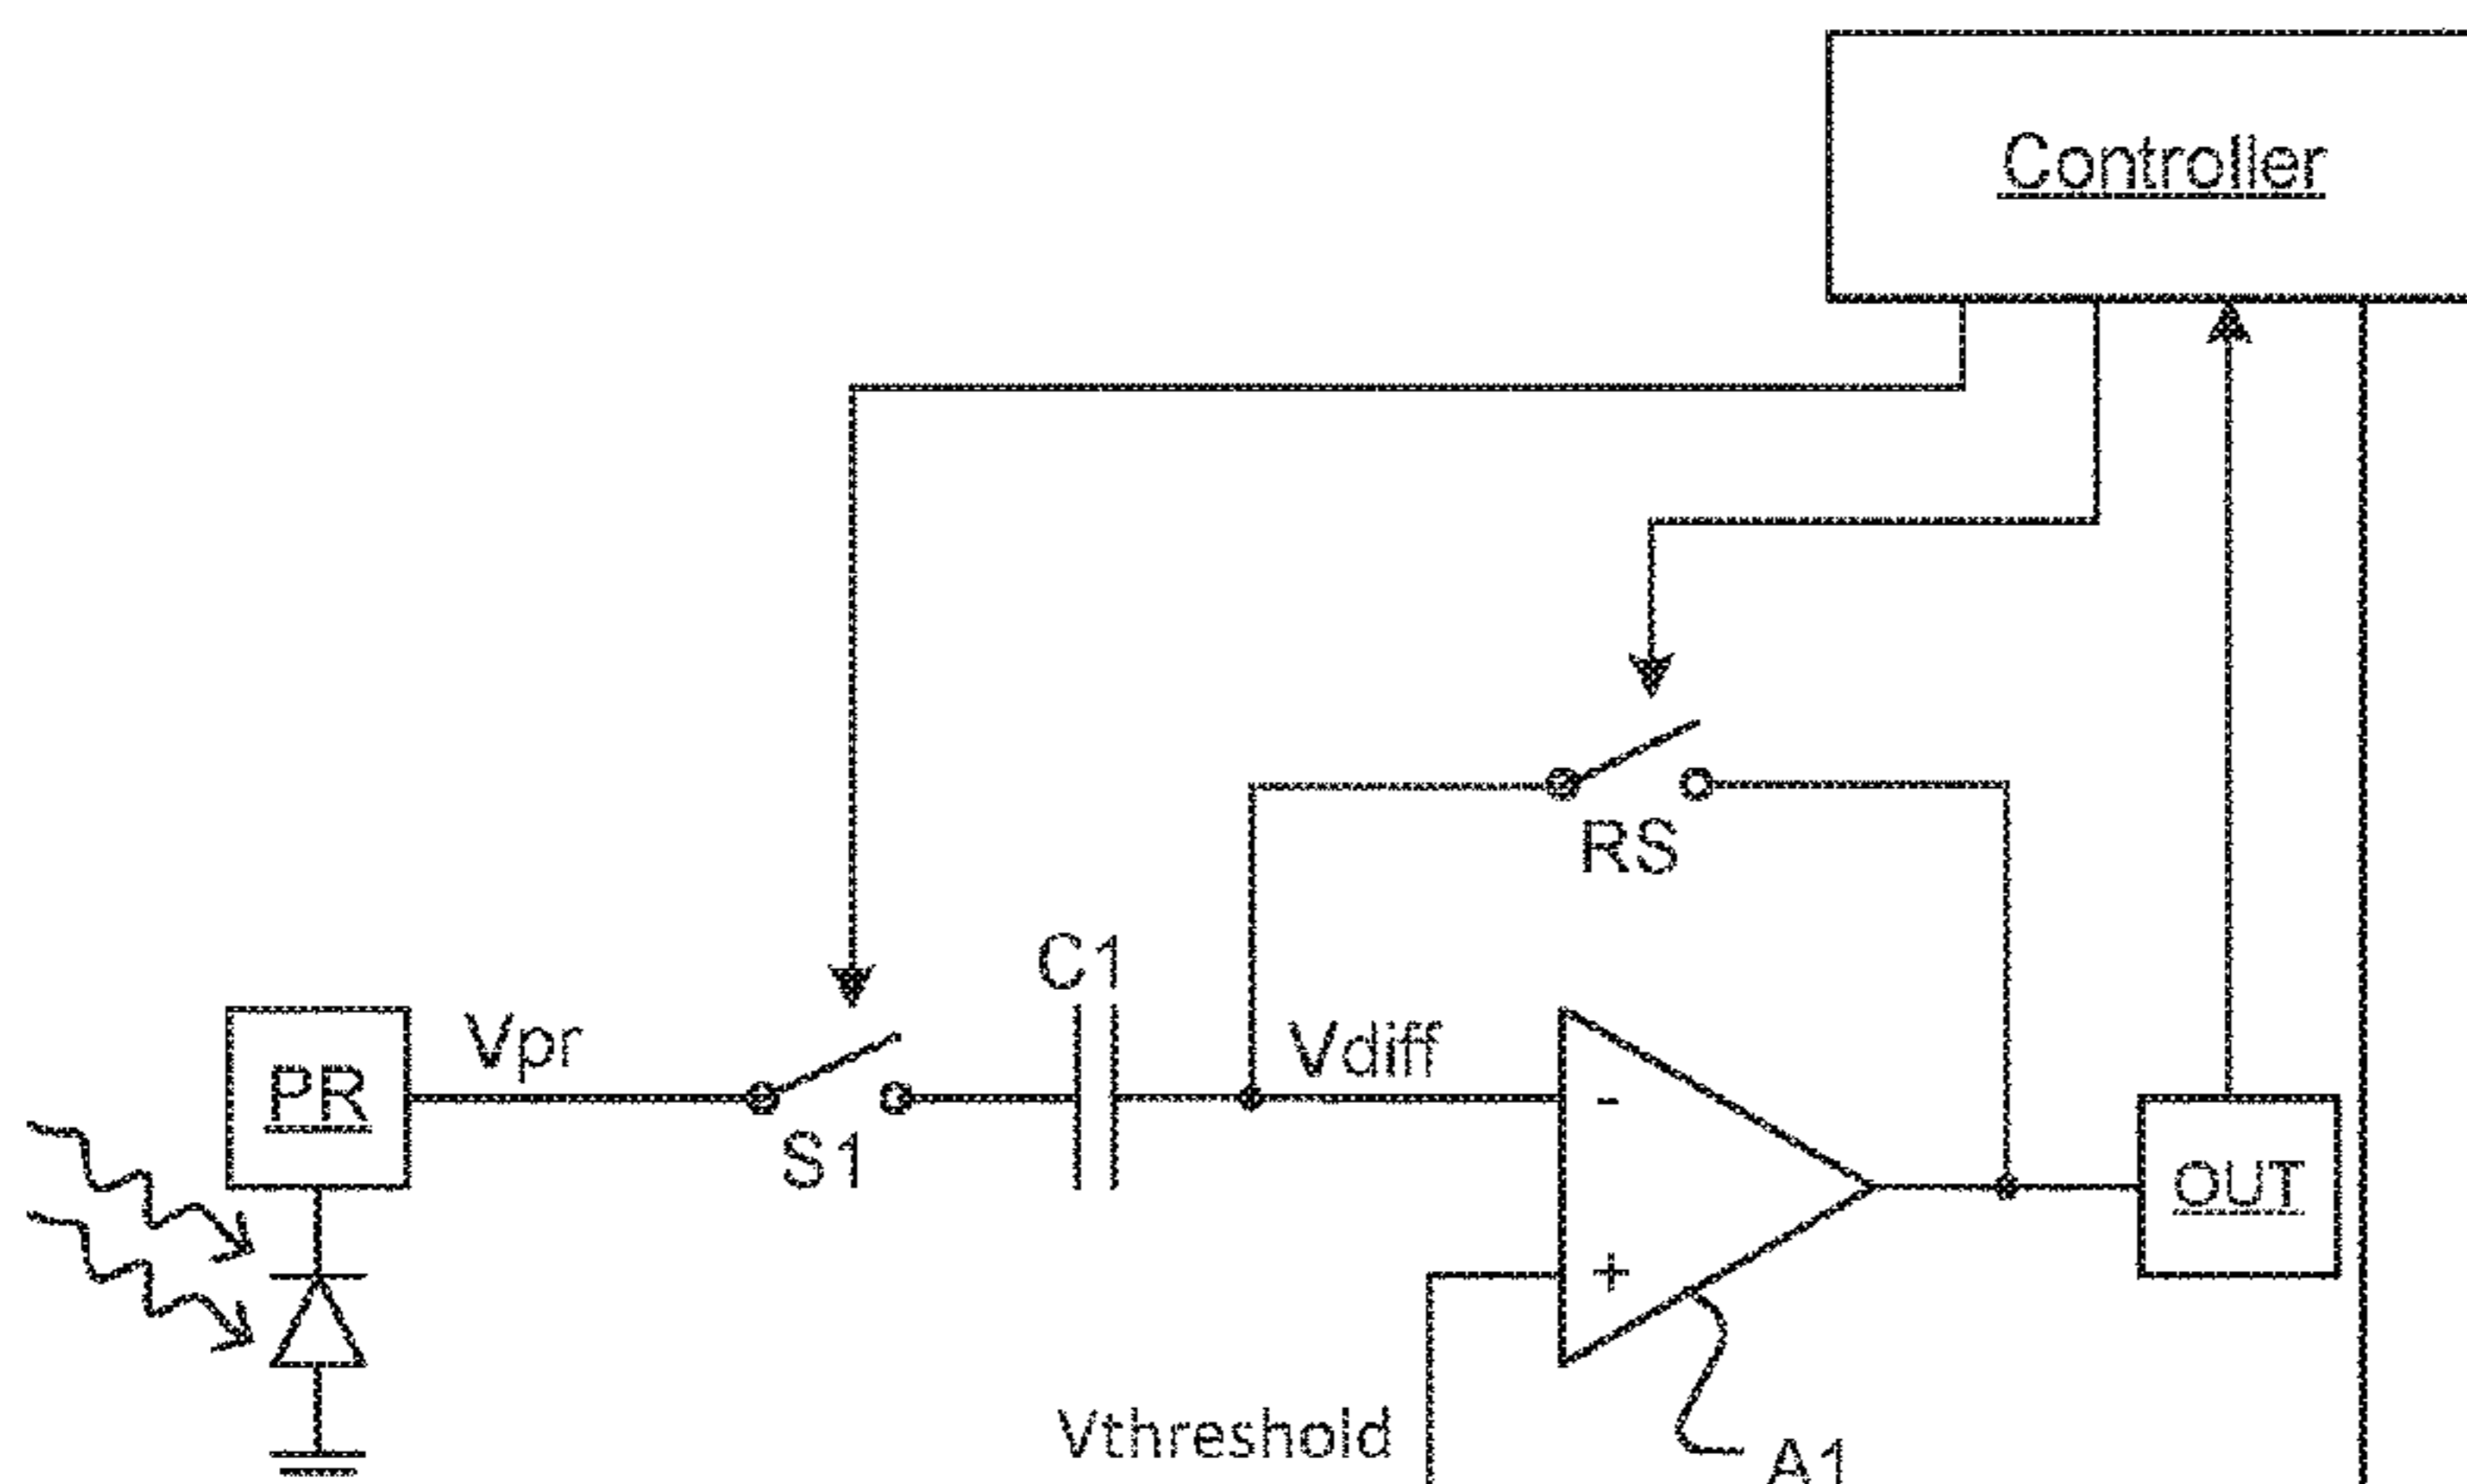 Controller
RS
C1
Vpr
Vdiff
PR
-
S1
OUT
+
Vthreshold
A1